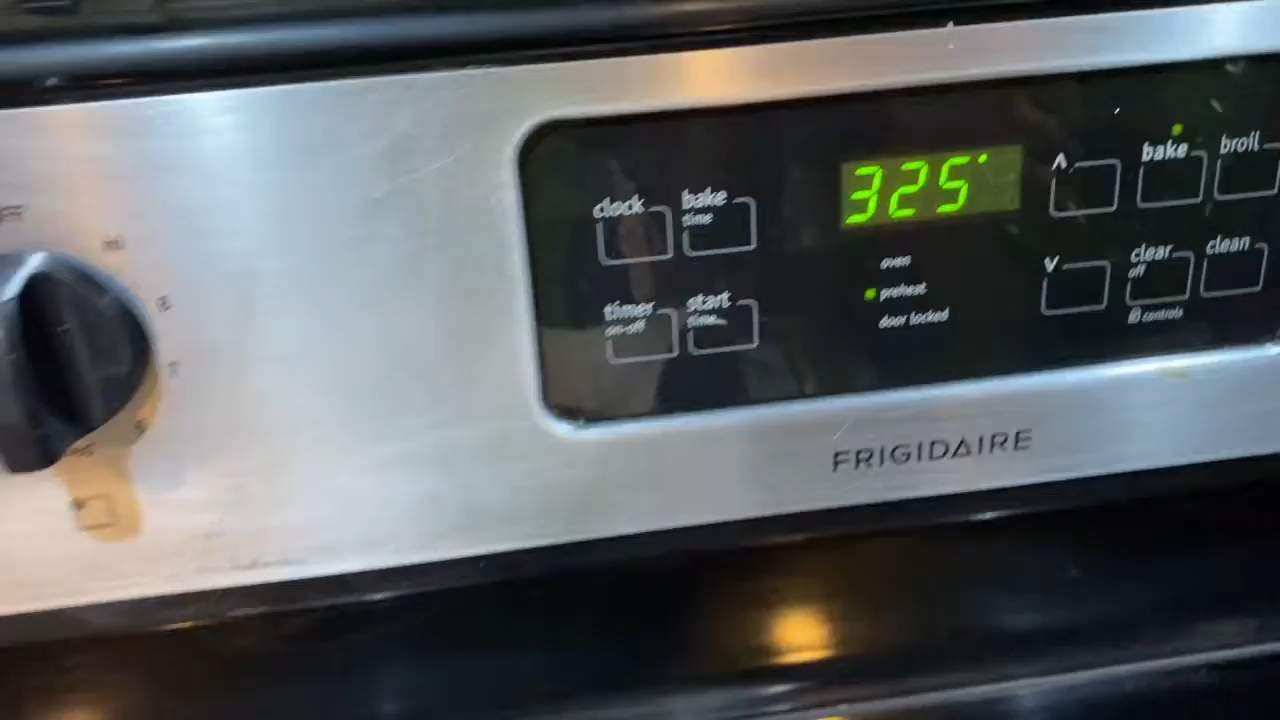 325°
clock
bake
time
timer
on-off
start
time
oven
preheat
door locked
^
bake
broil
v
clear
off
clean
controls
FRIGIDAIRE